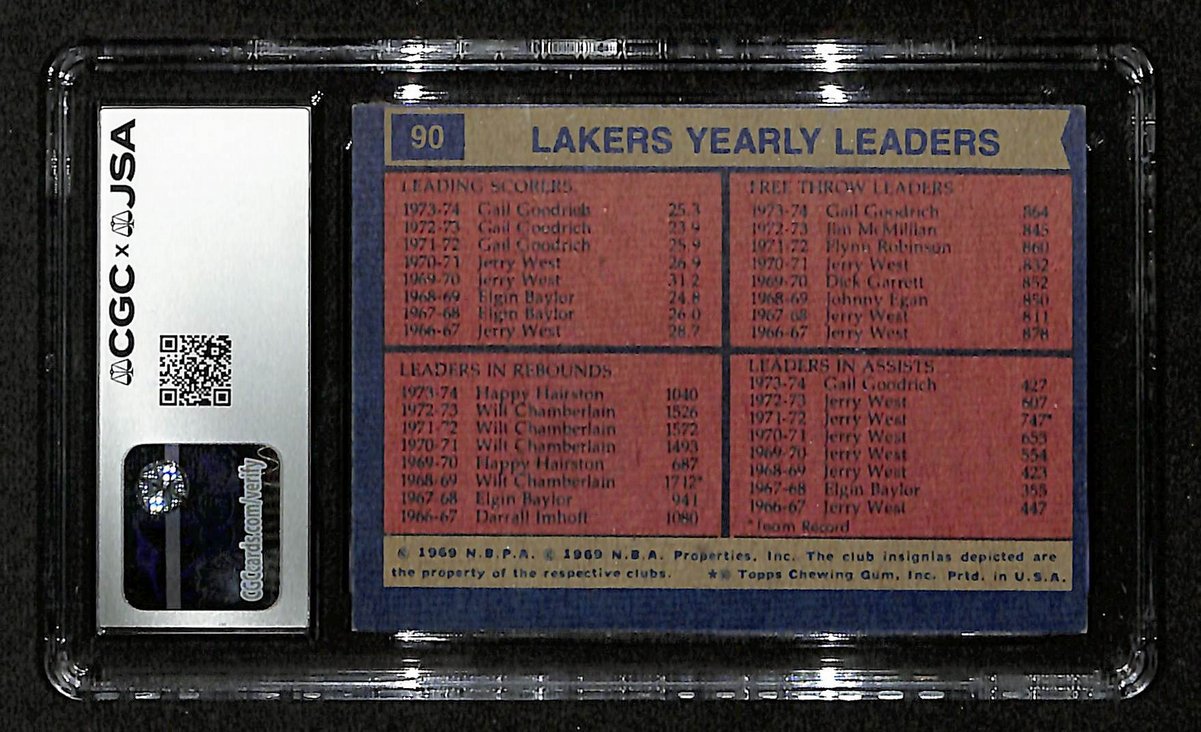 CGC x JSA
CGCcards.com/verify
90 LAKERS YEARLY LEADERS
LEADING SCORERS
1973-74 Gail Goodrich 25.3
1972-73 Gail Goodrich 23.9
1971-72 Gail Goodrich 25.9
1970-71 Jerry West 26.9
1969-70 Jerry West 31.2
1968-69 Elgin Baylor 24.8
1967-68 Elgin Baylor 26.0
1966-67 Jerry West 28.7
FREE THROW LEADERS
1973-74 Gail Goodrich 864
1972-73 Jim McMillian 845
1971-72 Flynn Robinson 860
1970-71 Jerry West 832
1969-70 Dick Garrett 852
1968-69 Johnny Egan 850
1967-68 Jerry West 811
1966-67 Jerry West 878
LEADERS IN REBOUNDS
1973-74 Happy Hairston 1040
1972-73 Wilt Chamberlain 1526
1971-72 Wilt Chamberlain 1572
1970-71 Wilt Chamberlain 1493
1969-70 Happy Hairston 687
1968-69 Wilt Chamberlain 1712*
1967-68 Elgin Baylor 941
1966-67 Darrall Imhoff 1080
LEADERS IN ASSISTS
1973-74 Gail Goodrich 427
1972-73 Jerry West 607
1971-72 Jerry West 747*
1970-71 Jerry West 655
1969-70 Jerry West 554
1968-69 Jerry West 423
1967-68 Elgin Baylor 355
1966-67 Jerry West 447
*Team Record
© 1969 N.B.P.A. © 1969 N.B.A. Properties, Inc. The club insignias depicted are
the property of the respective clubs. ★© Topps Chewing Gum, Inc. Prtd. in U.S.A.